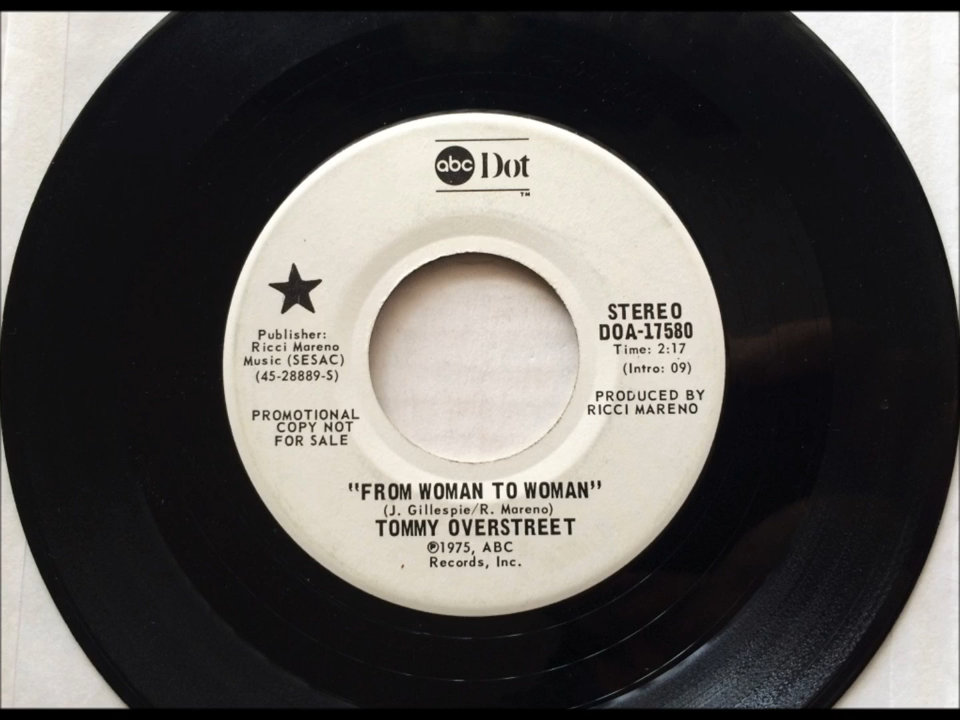 abc Dot
TM
Publisher:
Ricci Mareno
Music (SESAC)
(45-28889-S)
PROMOTIONAL
COPY NOT
FOR SALE
STEREO
DOA-17580
Time: 2:17
(Intro: 09)
PRODUCED BY
RICCI MARENO
"FROM WOMAN TO WOMAN"
(J. Gillespie/R. Mareno)
TOMMY OVERSTREET
℗1975, ABC
Records, Inc.